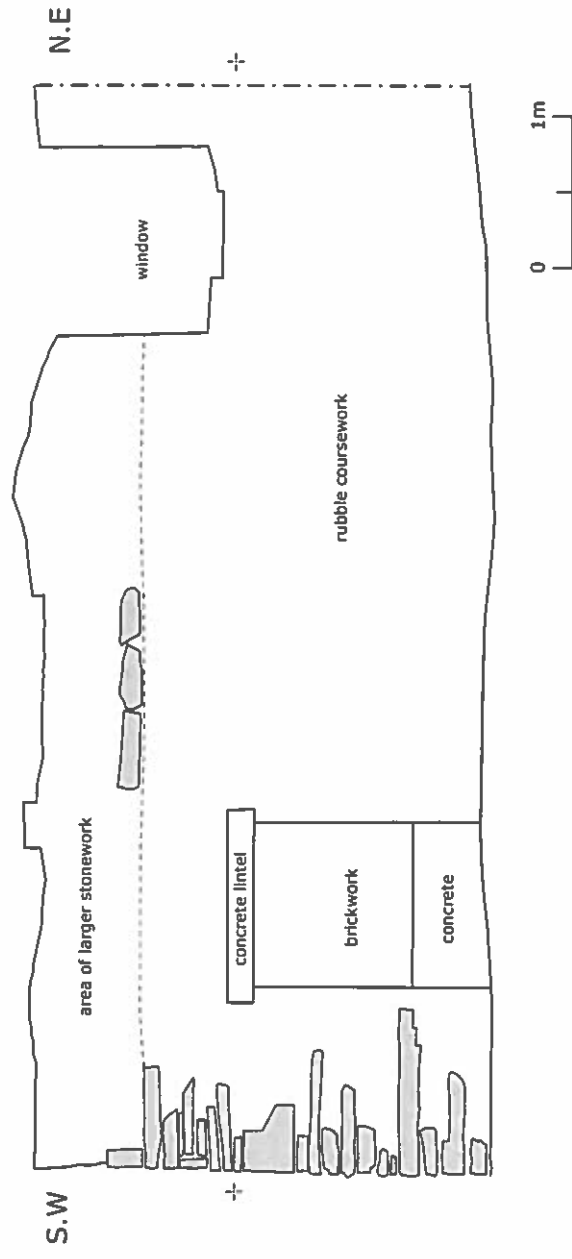 S.W
N.E
area of larger stonework
window
concrete lintel
brickwork
concrete
rubble coursework
0
1m